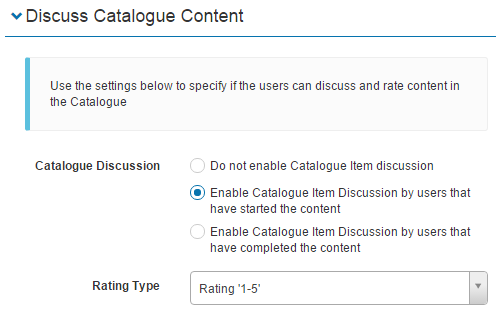 Discuss Catalogue Content
Use the settings below to specify if the users can discuss and rate content in
the Catalogue
Catalogue Discussion
Do not enable Catalogue Item discussion
Enable Catalogue Item Discussion by users that
have started the content
Enable Catalogue Item Discussion by users that
have completed the content
Rating Type
Rating '1-5'